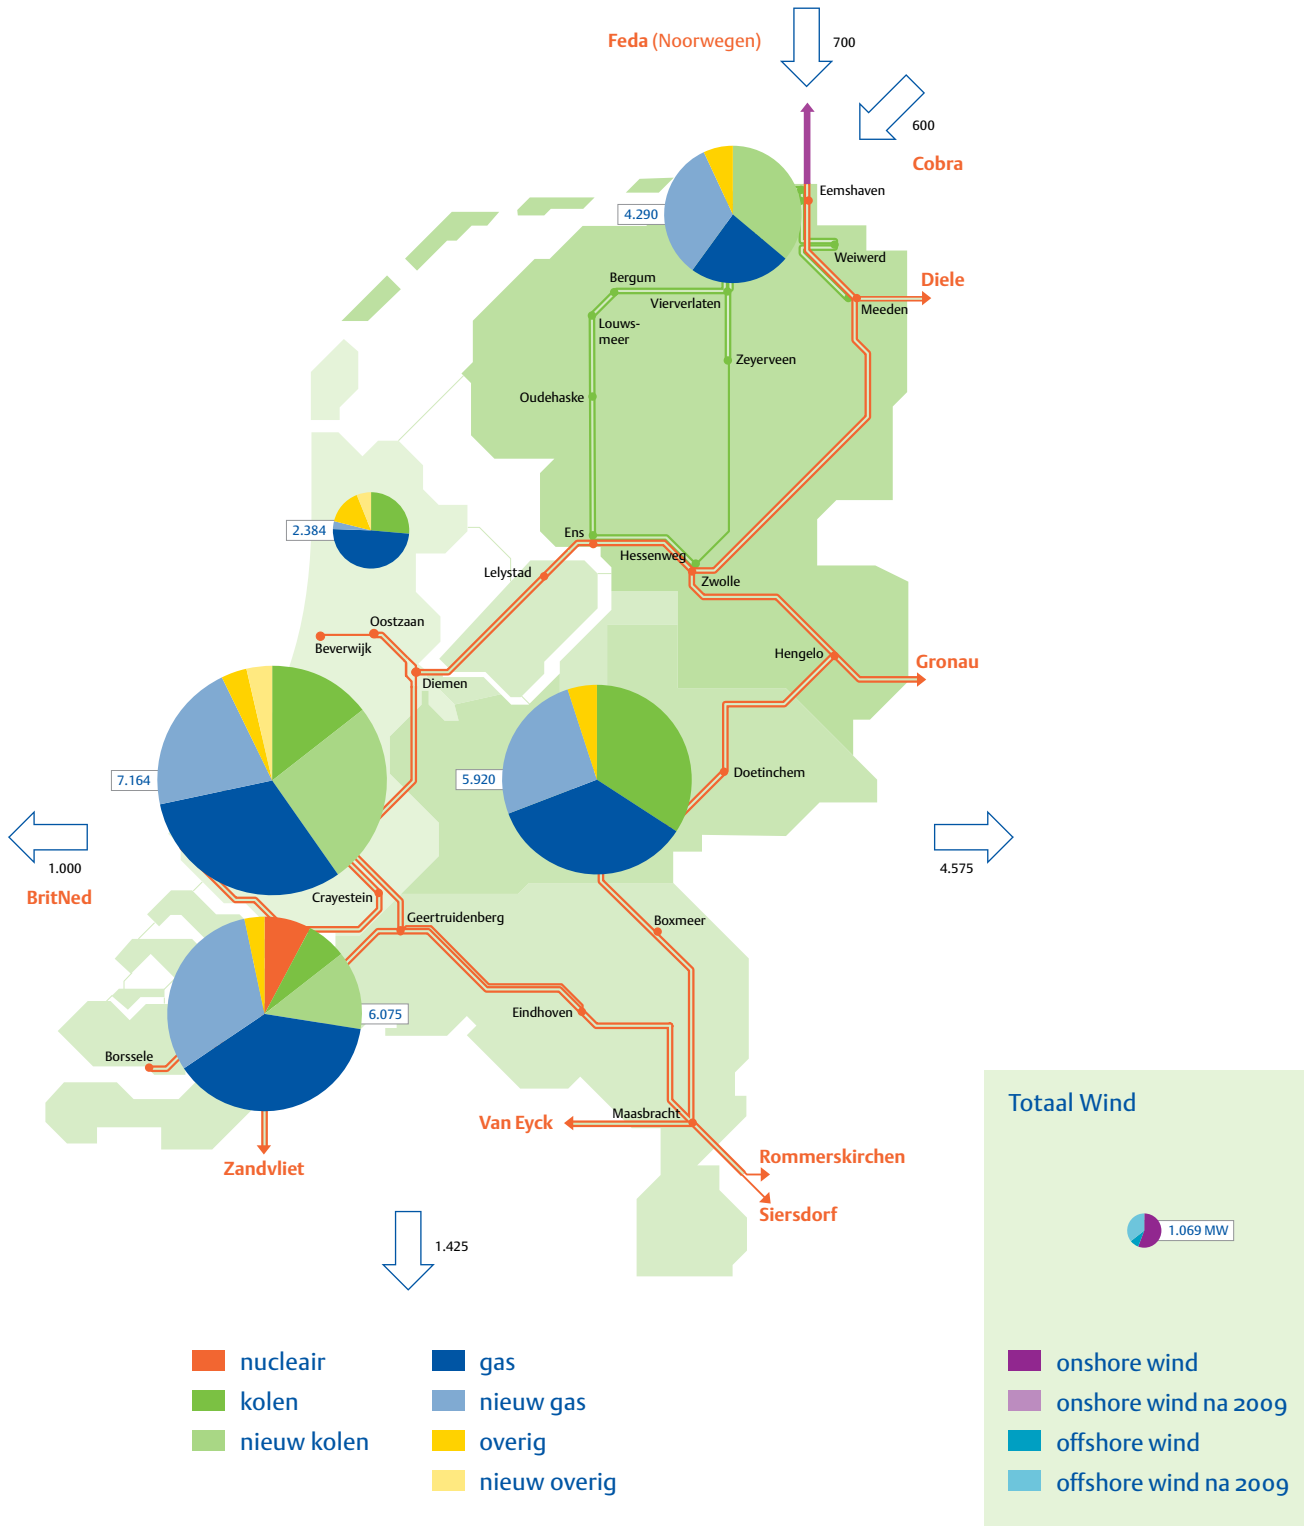 Feda (Noorwegen)
700
600
Cobra
Eemshaven
4.290
Weiwerd
Diele
Bergum
Vierverlaten
Meeden
Louws-
meer
Zeyerveen
Oudehaske
2.384
Ens
Hessenweg
Lelystad
Zwolle
Oostzaan
Beverwijk
Hengelo
Gronau
Diemen
7.164
5.920
Doetinchem
1.000
4.575
BritNed
Crayestein
Geertruidenberg
Boxmeer
6.075
Eindhoven
Borssele
Maasbracht
Van Eyck
Zandvliet
Rommerskirchen
Siersdorf
1.425
Totaal Wind
1.069 MW
nucleair
kolen
nieuw kolen
gas
nieuw gas
overig
nieuw overig
onshore wind
onshore wind na 2009
offshore wind
offshore wind na 2009